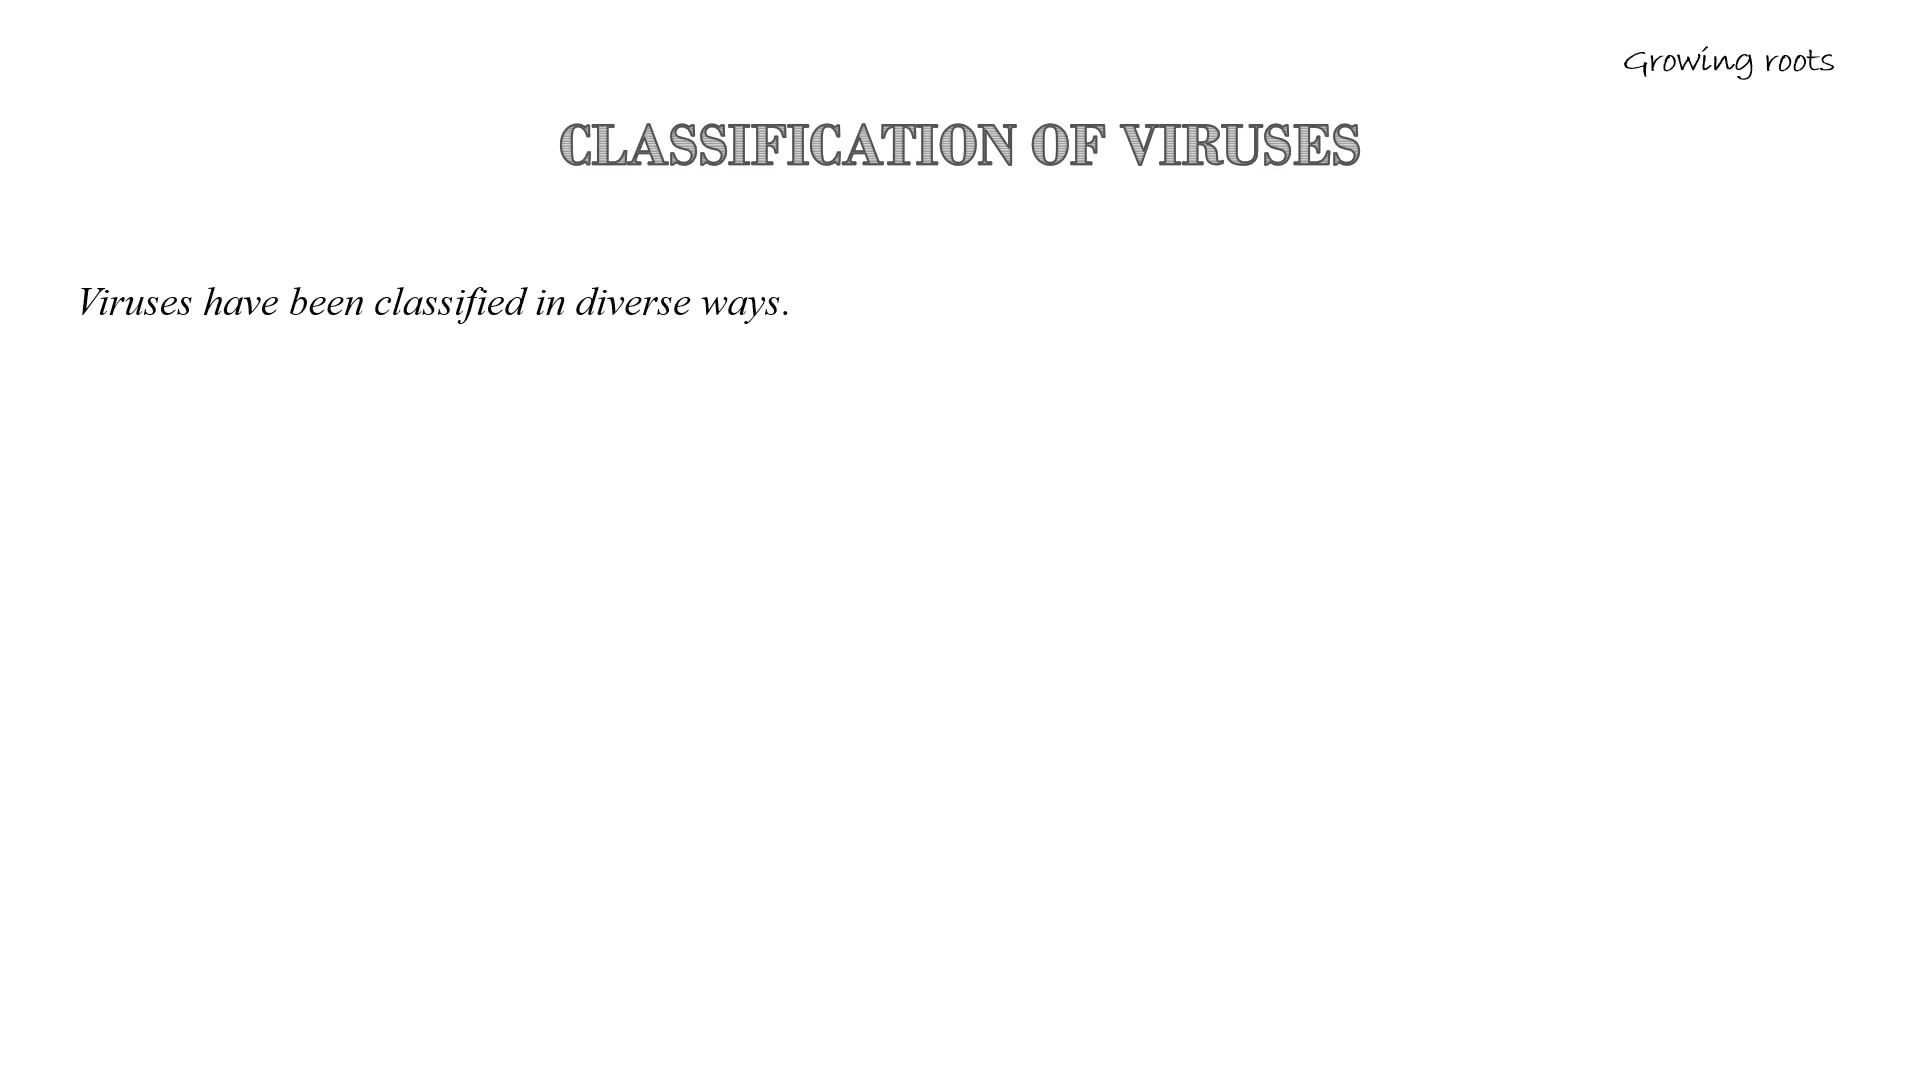 Growing roots
CLASSIFICATION OF VIRUSES
Viruses have been classified in diverse ways.